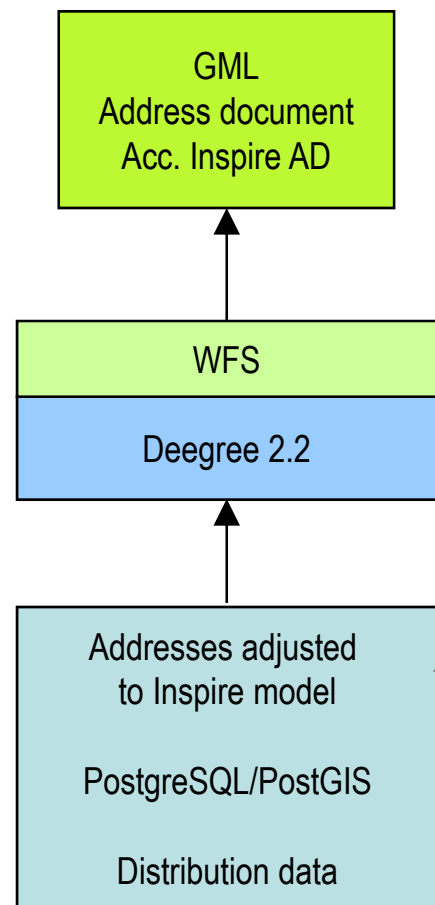 GML
Address document
Acc. Inspire AD
WFS
Deegree 2.2
Addresses adjusted
to Inspire model
PostgreSQL/PostGIS
Distribution data